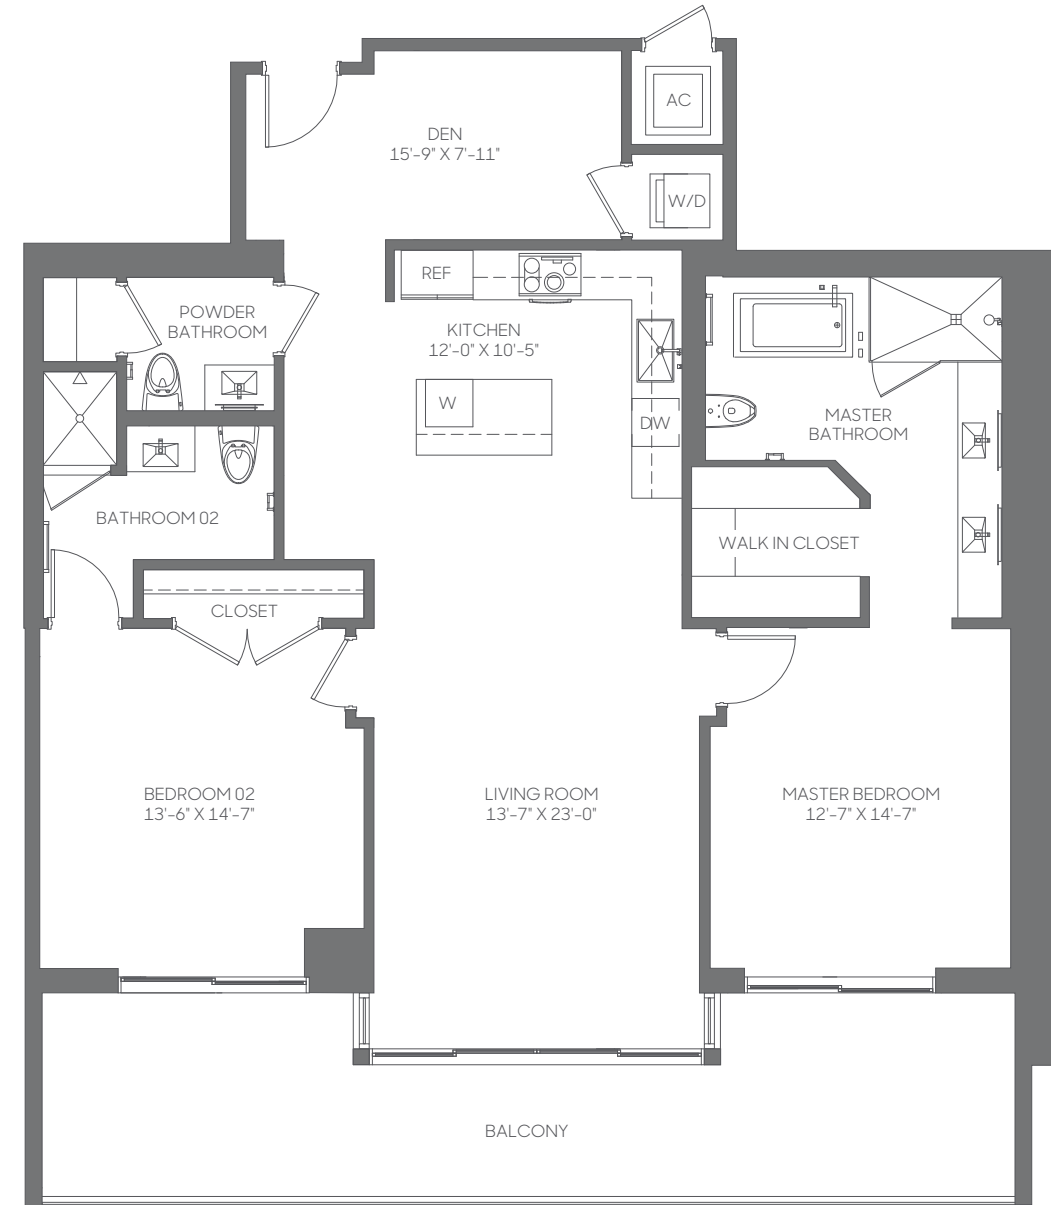 AC
DEN
15'-9" X 7'-11"
W/D
REF
POWDER
BATHROOM
KITCHEN
12'-0" X 10'-5"
W
DW
MASTER
BATHROOM
BATHROOM 02
WALK IN CLOSET
CLOSET
BEDROOM 02
13'-6" X 14'-7"
LIVING ROOM
13'-7" X 23'-0"
MASTER BEDROOM
12'-7" X 14'-7"
BALCONY